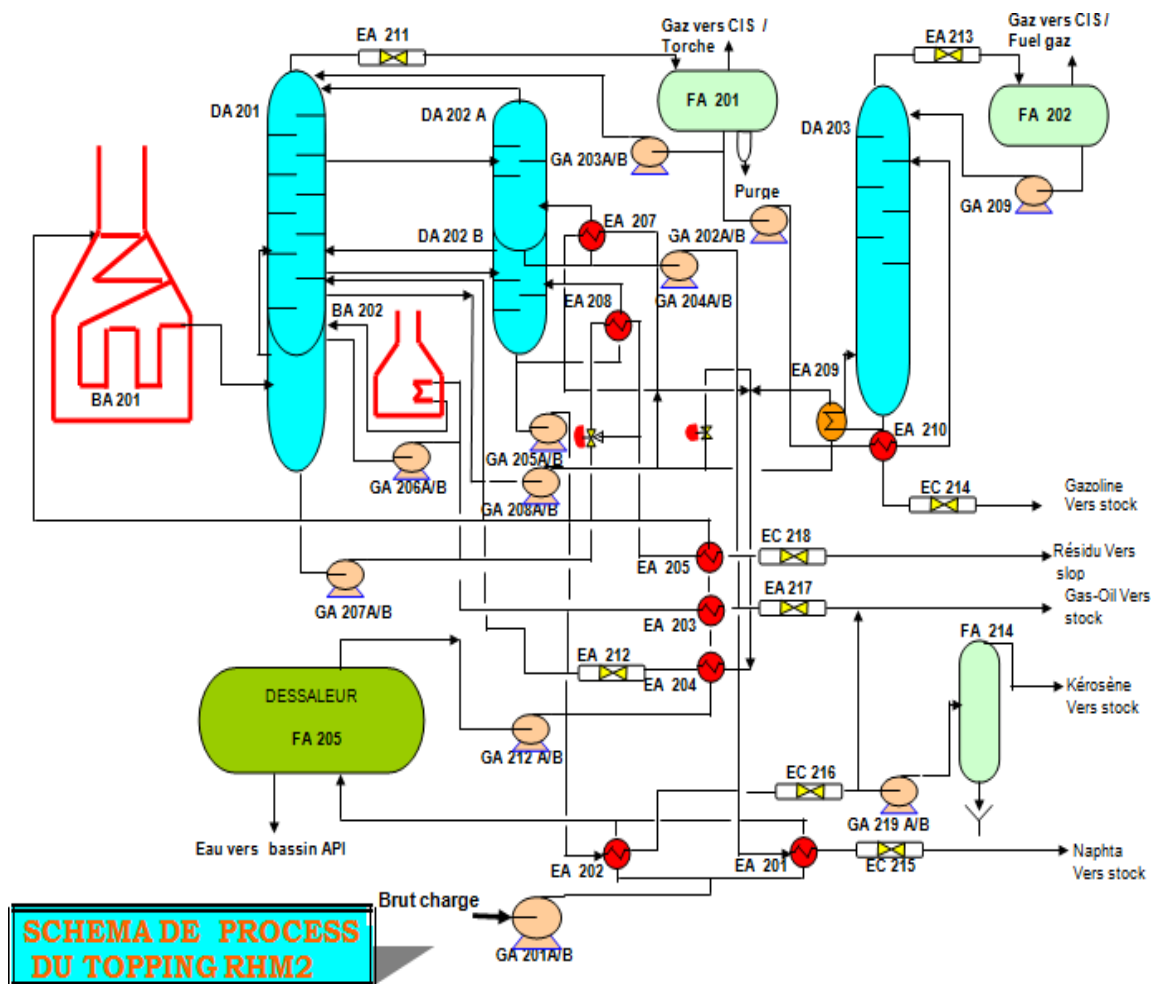 Gaz vers CIS /
Torche
Gaz vers CIS /
Fuel gaz
EA 211
EA 213
FA 201
FA 202
DA 201
DA 202 A
DA 203
GA 203A/B
Purge
GA 209
EA 207
DA 202 B
GA 202A/B
EA 208
GA 204A/B
BA 202
EA 209
BA 201
EA 210
GA 205A/B
GA 206A/B
GA 208A/B
EC 214
Gazoline
Vers stock
EC 218
Résidu Vers
slop
EA 205
EA 217
Gas-Oil Vers
stock
GA 207A/B
EA 203
FA 214
EA 212
EA 204
DESSALEUR
FA 205
Kérosène
Vers stock
GA 212 A/B
EC 216
GA 219 A/B
Eau vers bassin API
EA 202
EA 201
EC 215
Naphta
Vers stock
Brut charge
GA 201A/B
SCHEMA DE PROCESS
DU TOPPING RHM2